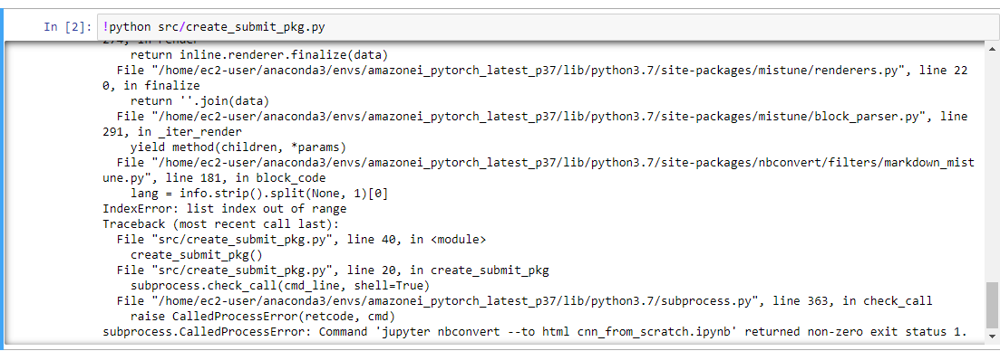 In [2]: !python src/create_submit_pkg.py
274, in render
    return inline.renderer.finalize(data)
  File "/home/ec2-user/anaconda3/envs/amazonei_pytorch_latest_p37/lib/python3.7/site-packages/mistune/renderers.py", line 22
0, in finalize
    return ''.join(data)
  File "/home/ec2-user/anaconda3/envs/amazonei_pytorch_latest_p37/lib/python3.7/site-packages/mistune/block_parser.py", line
291, in _iter_render
    yield method(children, *params)
  File "/home/ec2-user/anaconda3/envs/amazonei_pytorch_latest_p37/lib/python3.7/site-packages/nbconvert/filters/markdown_mist
une.py", line 181, in block_code
    lang = info.strip().split(None, 1)[0]
IndexError: list index out of range
Traceback (most recent call last):
  File "src/create_submit_pkg.py", line 40, in <module>
    create_submit_pkg()
  File "src/create_submit_pkg.py", line 20, in create_submit_pkg
    subprocess.check_call(cmd_line, shell=True)
  File "/home/ec2-user/anaconda3/envs/amazonei_pytorch_latest_p37/lib/python3.7/subprocess.py", line 363, in check_call
    raise CalledProcessError(retcode, cmd)
subprocess.CalledProcessError: Command 'jupyter nbconvert --to html cnn_from_scratch.ipynb' returned non-zero exit status 1.